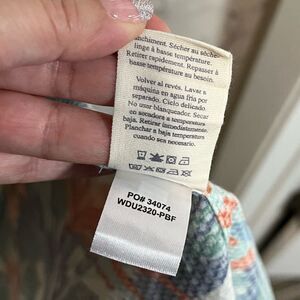 Sécher au sèche-
linge à basse température.
Retirer rapidement. Repasser à
basse température au besoin.
Volver al revés. Lavar a
máquina en agua fría por
separado. Ciclo delicado.
No usar blanqueador. Secar
en secadora a temperatura
baja. Retirar inmediatamente.
Planchar a baja temperatura
cuando sea necesario.
PO# 34074
WDU2320-PBF